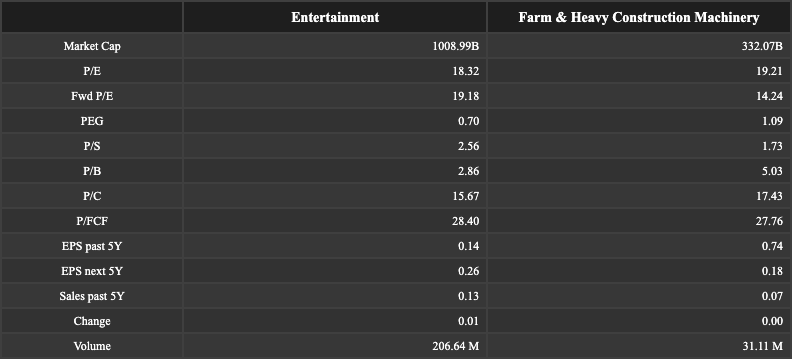 Entertainment Farm & Heavy Construction Machinery
Market Cap 1008.99B 332.07B
P/E 18.32 19.21
Fwd P/E 19.18 14.24
PEG 0.70 1.09
P/S 2.56 1.73
P/B 2.86 5.03
P/C 15.67 17.43
P/FCF 28.40 27.76
EPS past 5Y 0.14 0.74
EPS next 5Y 0.26 0.18
Sales past 5Y 0.13 0.07
Change 0.01 0.00
Volume 206.64 M 31.11 M